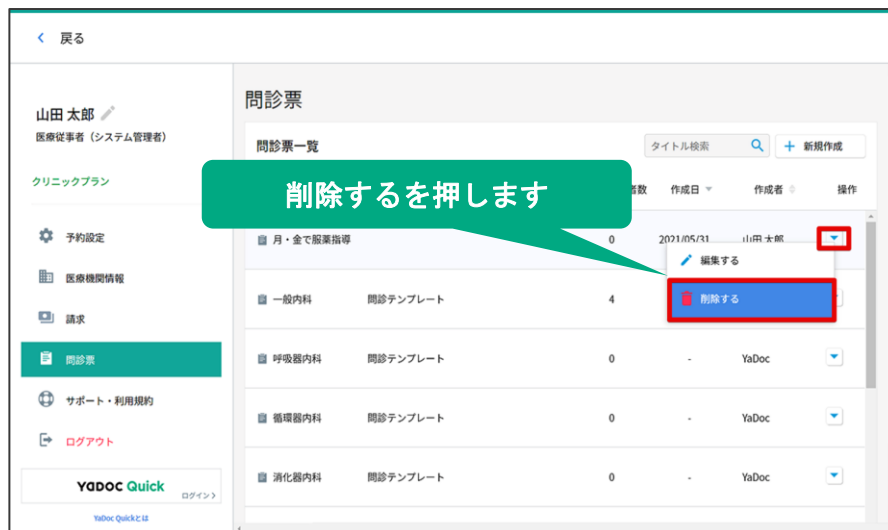 戻る
山田 太郎
医療従事者（システム管理者）
クリニックプラン
予約設定
医療機関情報
請求
問診票
サポート・利用規約
ログアウト
YaDOC Quick
ログイン
YaDoc Quickとは
問診票
問診票一覧
タイトル検索
新規作成
削除するを押します
者数 作成日 作成者 操作
月・金で服薬指導 0 2021/05/31 山田 太郎
編集する
削除する
一般内科 問診テンプレート 4
呼吸器内科 問診テンプレート 0 - YaDoc
循環器内科 問診テンプレート 0 - YaDoc
消化器内科 問診テンプレート 0 - YaDoc